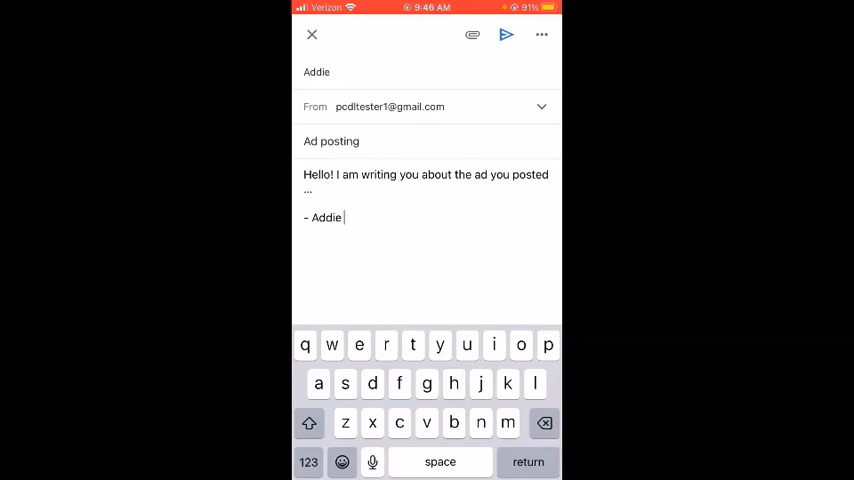 Verizon 9:46 AM 91%
Addie
From pcdltester1@gmail.com
Ad posting
Hello! I am writing you about the ad you posted
...
- Addie
q w e r t y u i o p
a s d f g h j k l
z x c v b n m
123 space return